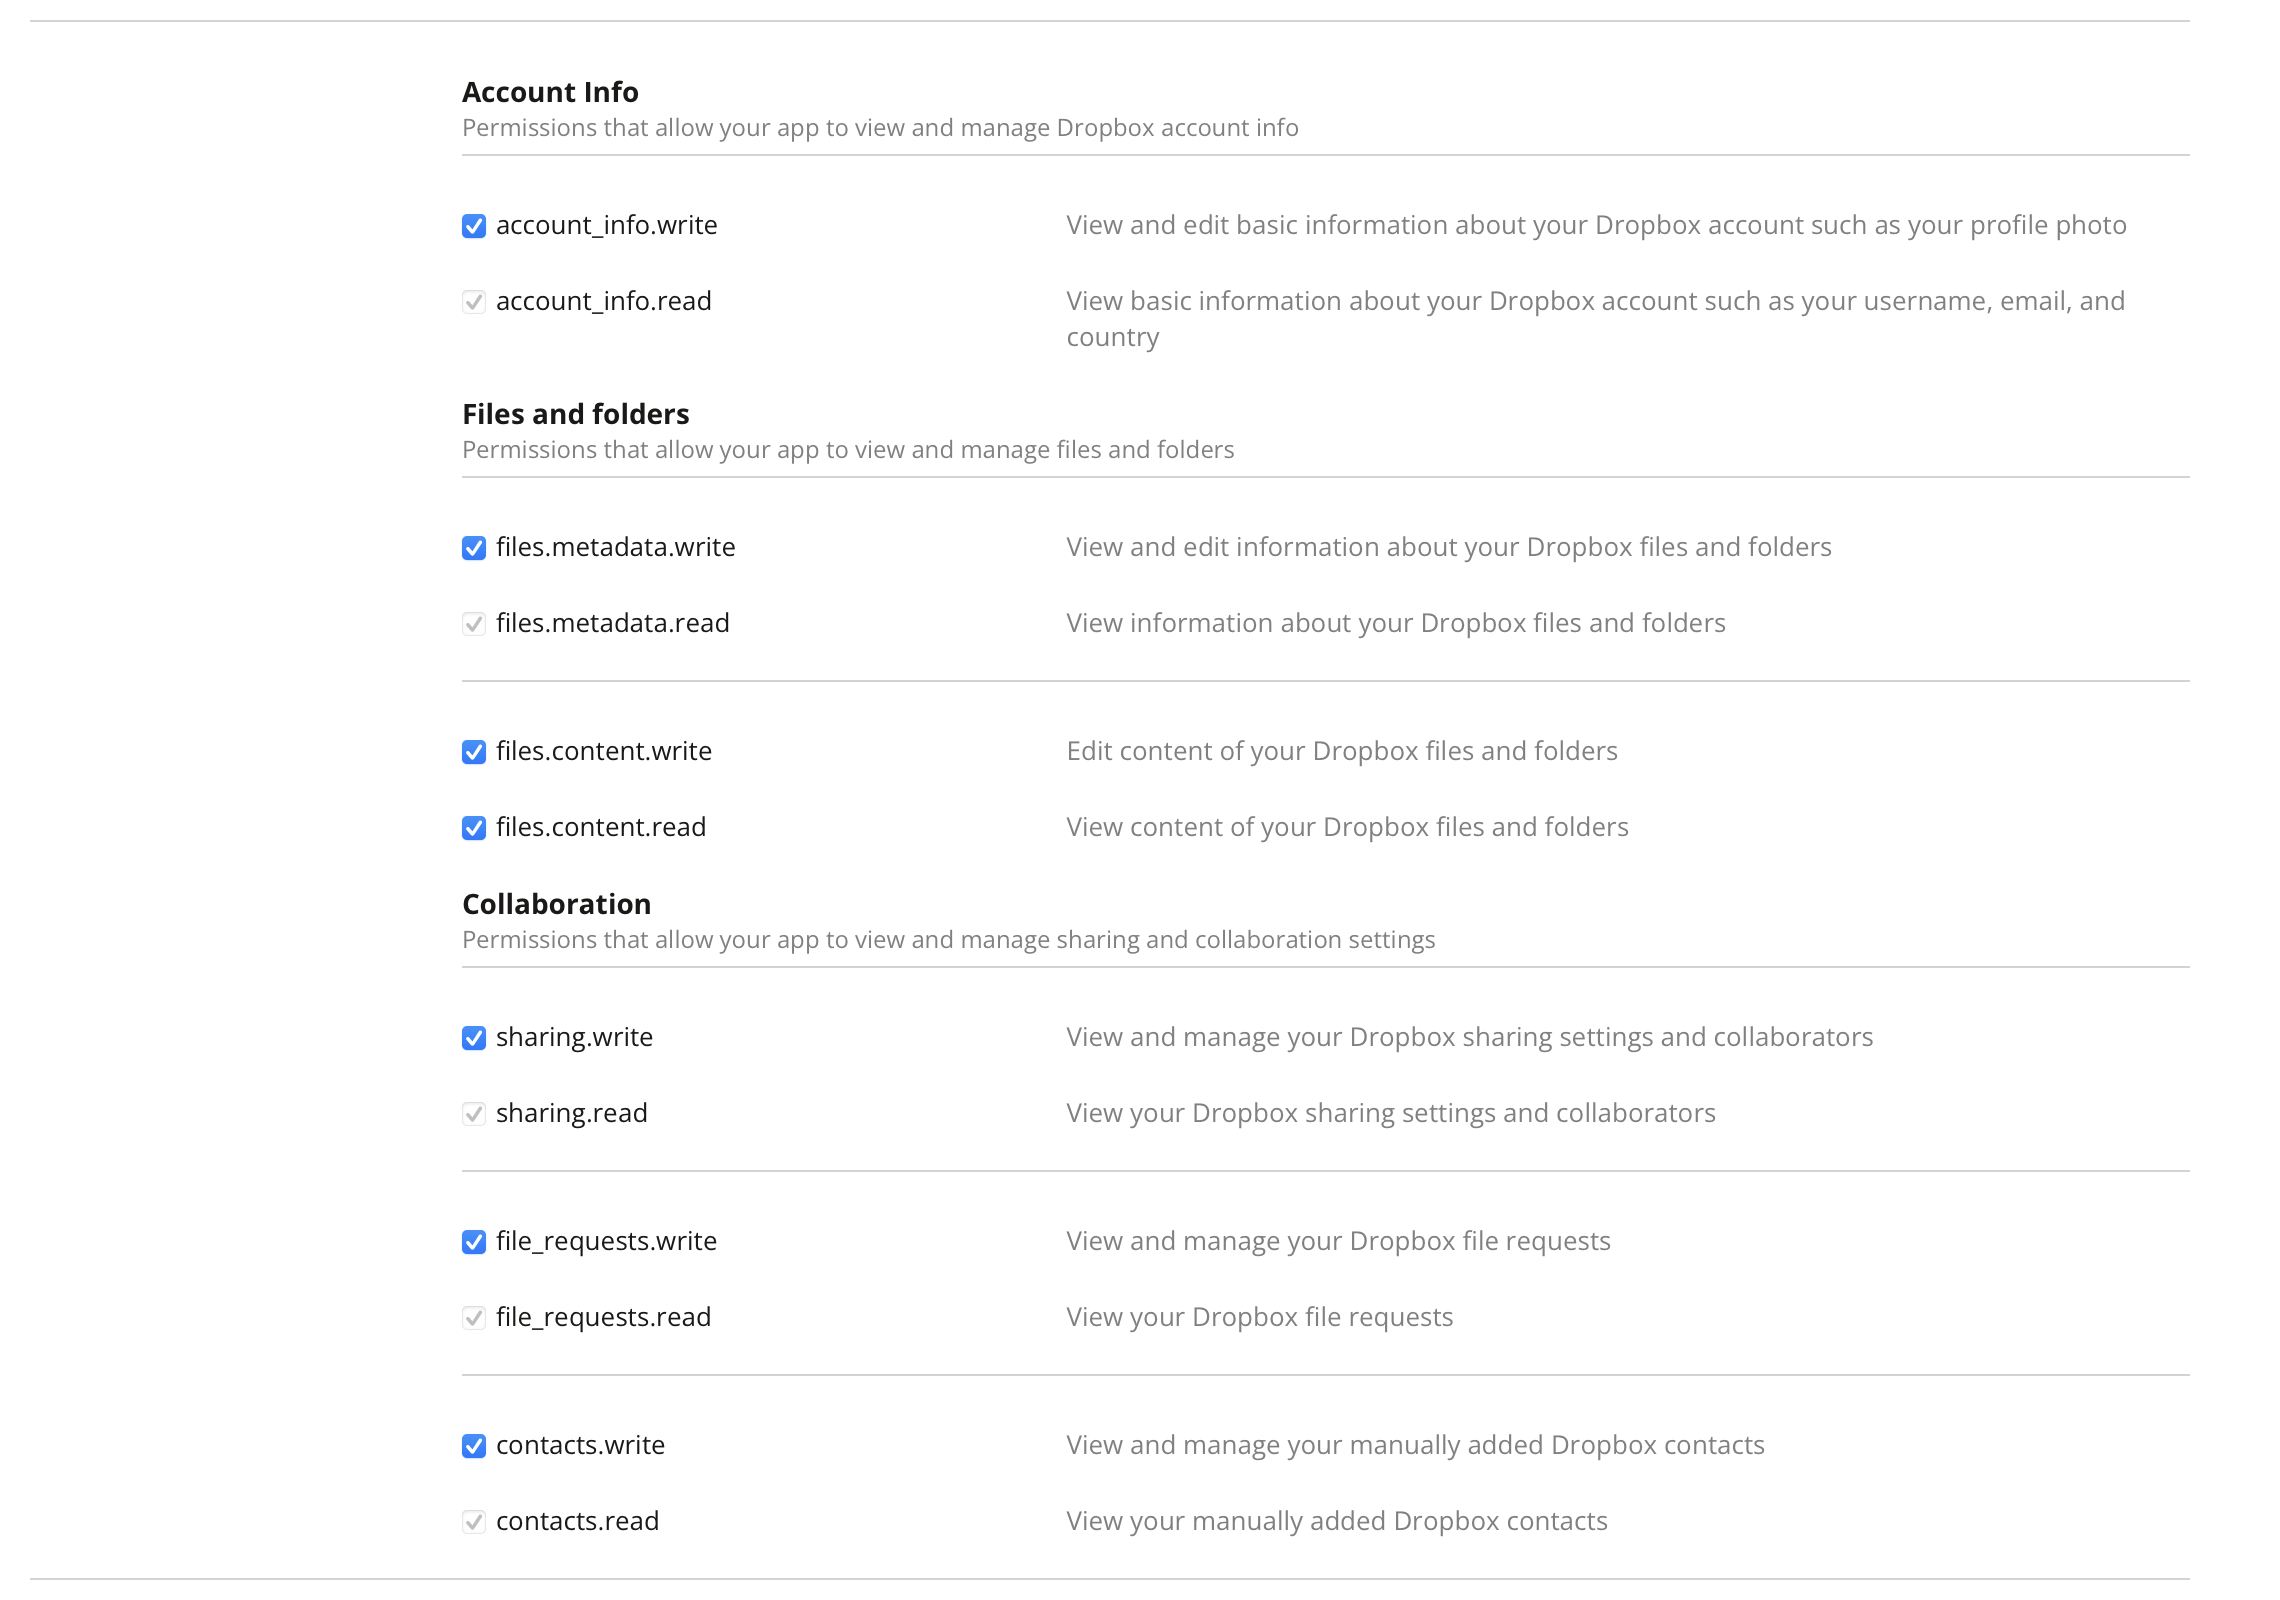 Account Info
Permissions that allow your app to view and manage Dropbox account info
account_info.write
View and edit basic information about your Dropbox account such as your profile photo
account_info.read
View basic information about your Dropbox account such as your username, email, and
country
Files and folders
Permissions that allow your app to view and manage files and folders
files.metadata.write
View and edit information about your Dropbox files and folders
files.metadata.read
View information about your Dropbox files and folders
files.content.write
Edit content of your Dropbox files and folders
files.content.read
View content of your Dropbox files and folders
Collaboration
Permissions that allow your app to view and manage sharing and collaboration settings
sharing.write
View and manage your Dropbox sharing settings and collaborators
sharing.read
View your Dropbox sharing settings and collaborators
file_requests.write
View and manage your Dropbox file requests
file_requests.read
View your Dropbox file requests
contacts.write
View and manage your manually added Dropbox contacts
contacts.read
View your manually added Dropbox contacts